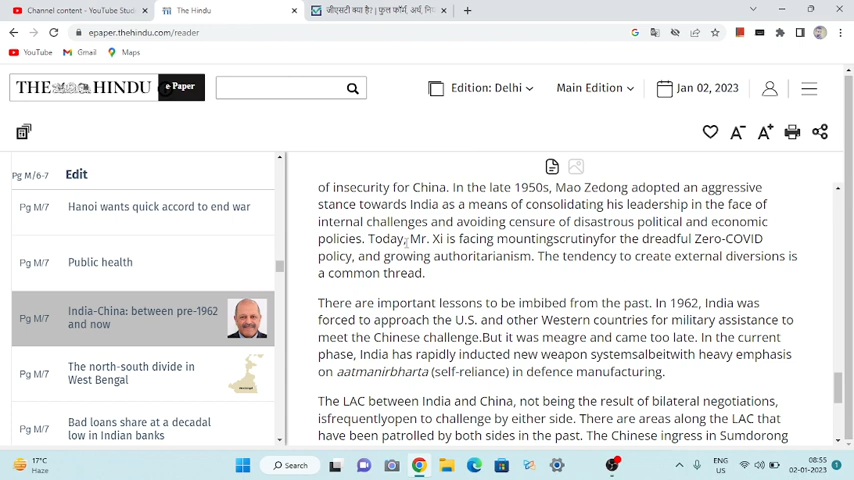 Channel content - YouTube Stud
The Hindu
जीएसटी क्या है? | फुल फॉर्म, अर्थ, निय
epaper.thehindu.com/reader
YouTube
Gmail
Maps
THE HINDU
e Paper
Edition: Delhi
Main Edition
Jan 02, 2023
A-
A+
Pg M/6-7
Edit
Pg M/7
Hanoi wants quick accord to end war
Pg M/7
Public health
Pg M/7
India-China: between pre-1962
and now
Pg M/7
The north-south divide in
West Bengal
Pg M/7
Bad loans share at a decadal
low in Indian banks
of insecurity for China. In the late 1950s, Mao Zedong adopted an aggressive
stance towards India as a means of consolidating his leadership in the face of
internal challenges and avoiding censure of disastrous political and economic
policies. Today, Mr. Xi is facing mountingscrutinyfor the dreadful Zero-COVID
policy, and growing authoritarianism. The tendency to create external diversions is
a common thread.
There are important lessons to be imbibed from the past. In 1962, India was
forced to approach the U.S. and other Western countries for military assistance to
meet the Chinese challenge.But it was meagre and came too late. In the current
phase, India has rapidly inducted new weapon systemsalbeitwith heavy emphasis
on aatmanirbharta (self-reliance) in defence manufacturing.
The LAC between India and China, not being the result of bilateral negotiations,
isfrequentlyopen to challenge by either side. There are areas along the LAC that
have been patrolled by both sides in the past. The Chinese ingress in Sumdorong
17°C
Haze
Search
ENG
US
08:55
02-01-2023